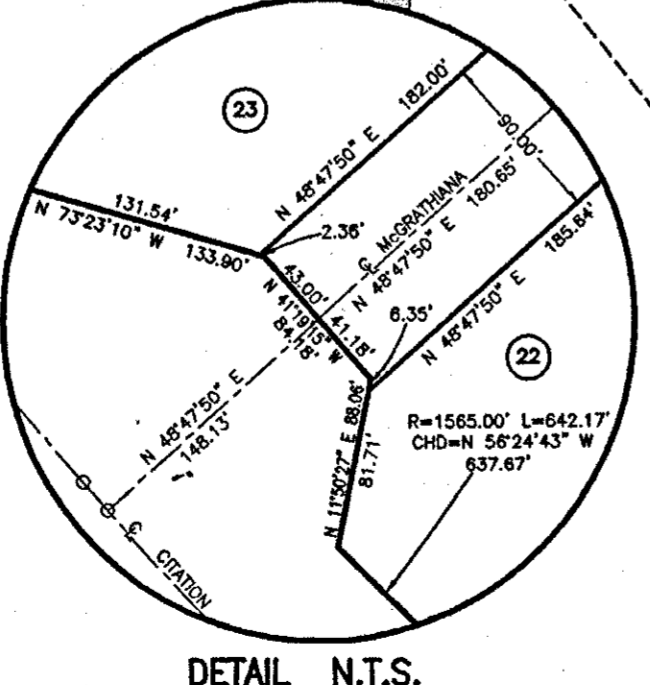 23
182.00'
N 48°47'50" E
90.00'
131.54'
N 73°23'10" W
133.90'
2.36'
℄ McGRATHIANA
N 48°47'50" E 180.65'
43.00' 41.18'
N 41°19'15" W
84.18'
6.35'
185.84'
N 48°47'50" E
22
N 48°47'50" E
148.13'
N 11°50'27" E 88.06'
81.71'
R=1565.00' L=642.17'
CHD=N 56°24'43" W
637.67'
℄ CITATION
DETAIL N.T.S.